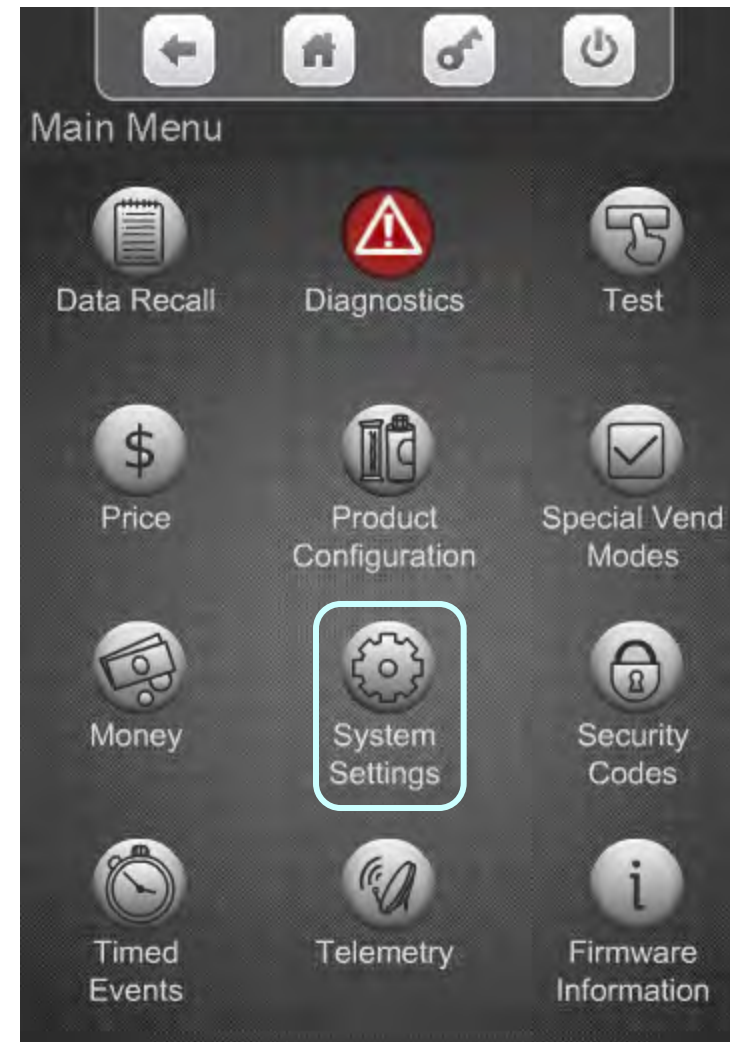 Main Menu
Data Recall
Diagnostics
Test
$
Price
Product
Configuration
Special Vend
Modes
Money
System
Settings
Security
Codes
Timed
Events
Telemetry
i
Firmware
Information